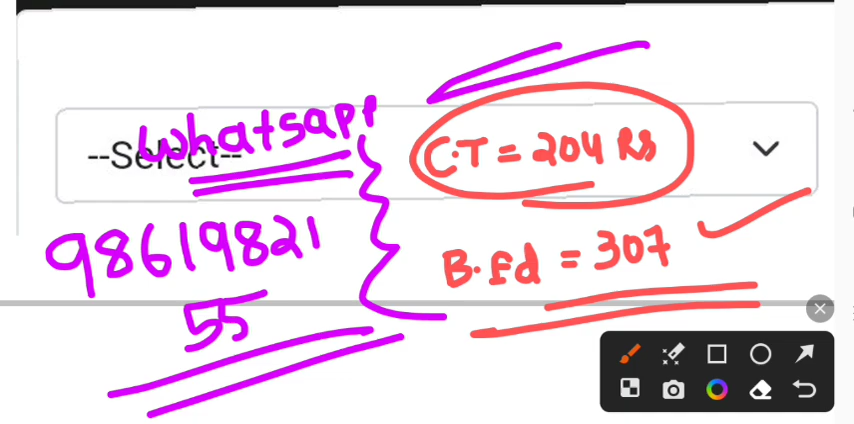 --Select--
Whatsapp
98619821
55
C.T = 204 Rs
B.Ed = 307